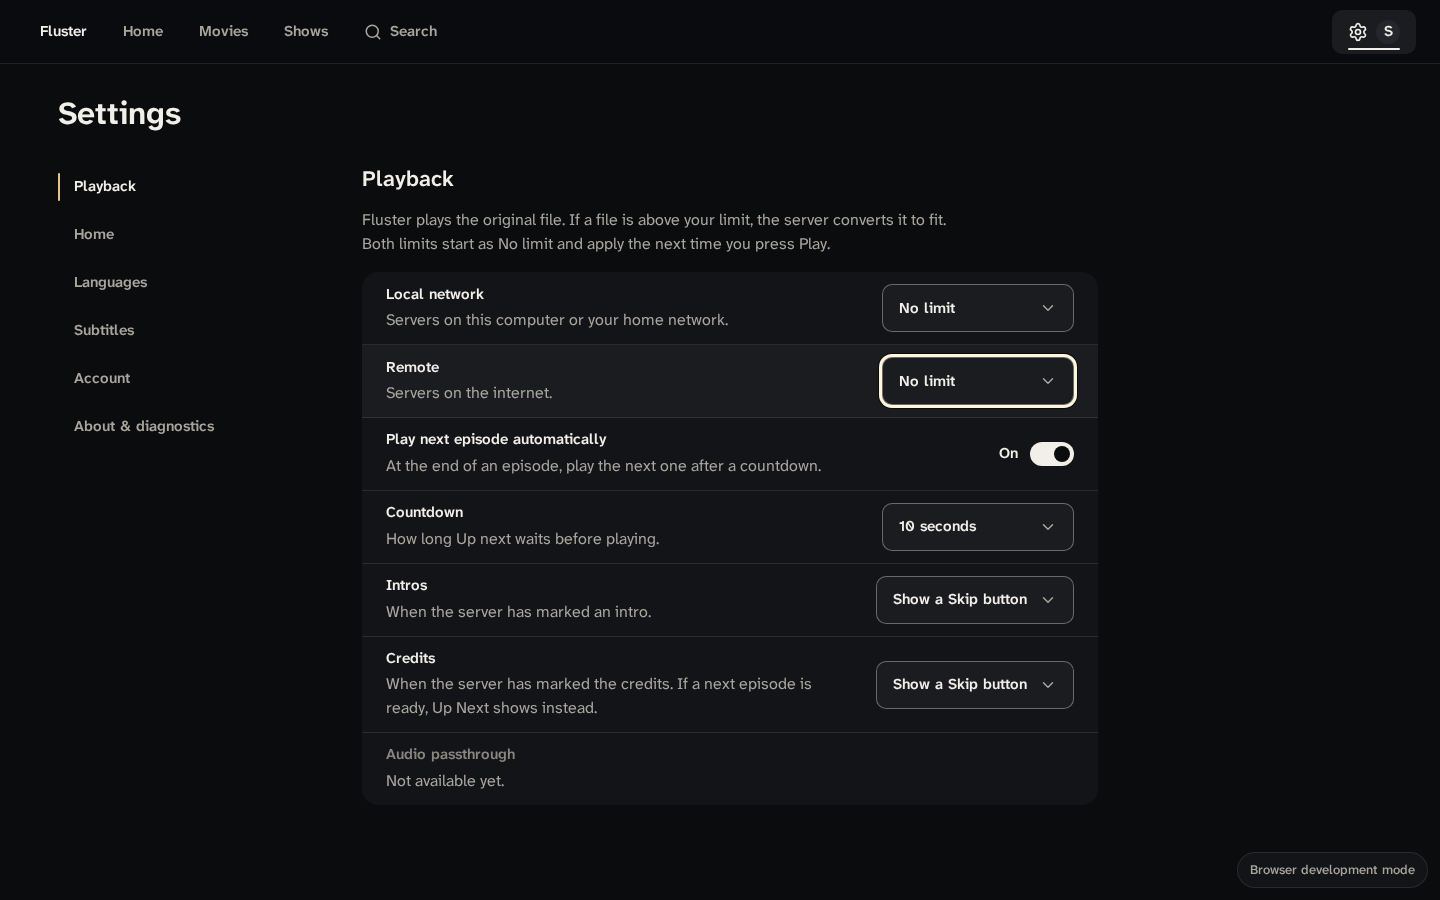 Fluster
Home
Movies
Shows
Search
S
Settings
Playback
Home
Languages
Subtitles
Account
About & diagnostics
Playback
Fluster plays the original file. If a file is above your limit, the server converts it to fit.
Both limits start as No limit and apply the next time you press Play.
Local network
Servers on this computer or your home network.
No limit
Remote
Servers on the internet.
No limit
Play next episode automatically
At the end of an episode, play the next one after a countdown.
On
Countdown
How long Up next waits before playing.
10 seconds
Intros
When the server has marked an intro.
Show a Skip button
Credits
When the server has marked the credits. If a next episode is
ready, Up Next shows instead.
Show a Skip button
Audio passthrough
Not available yet.
Browser development mode